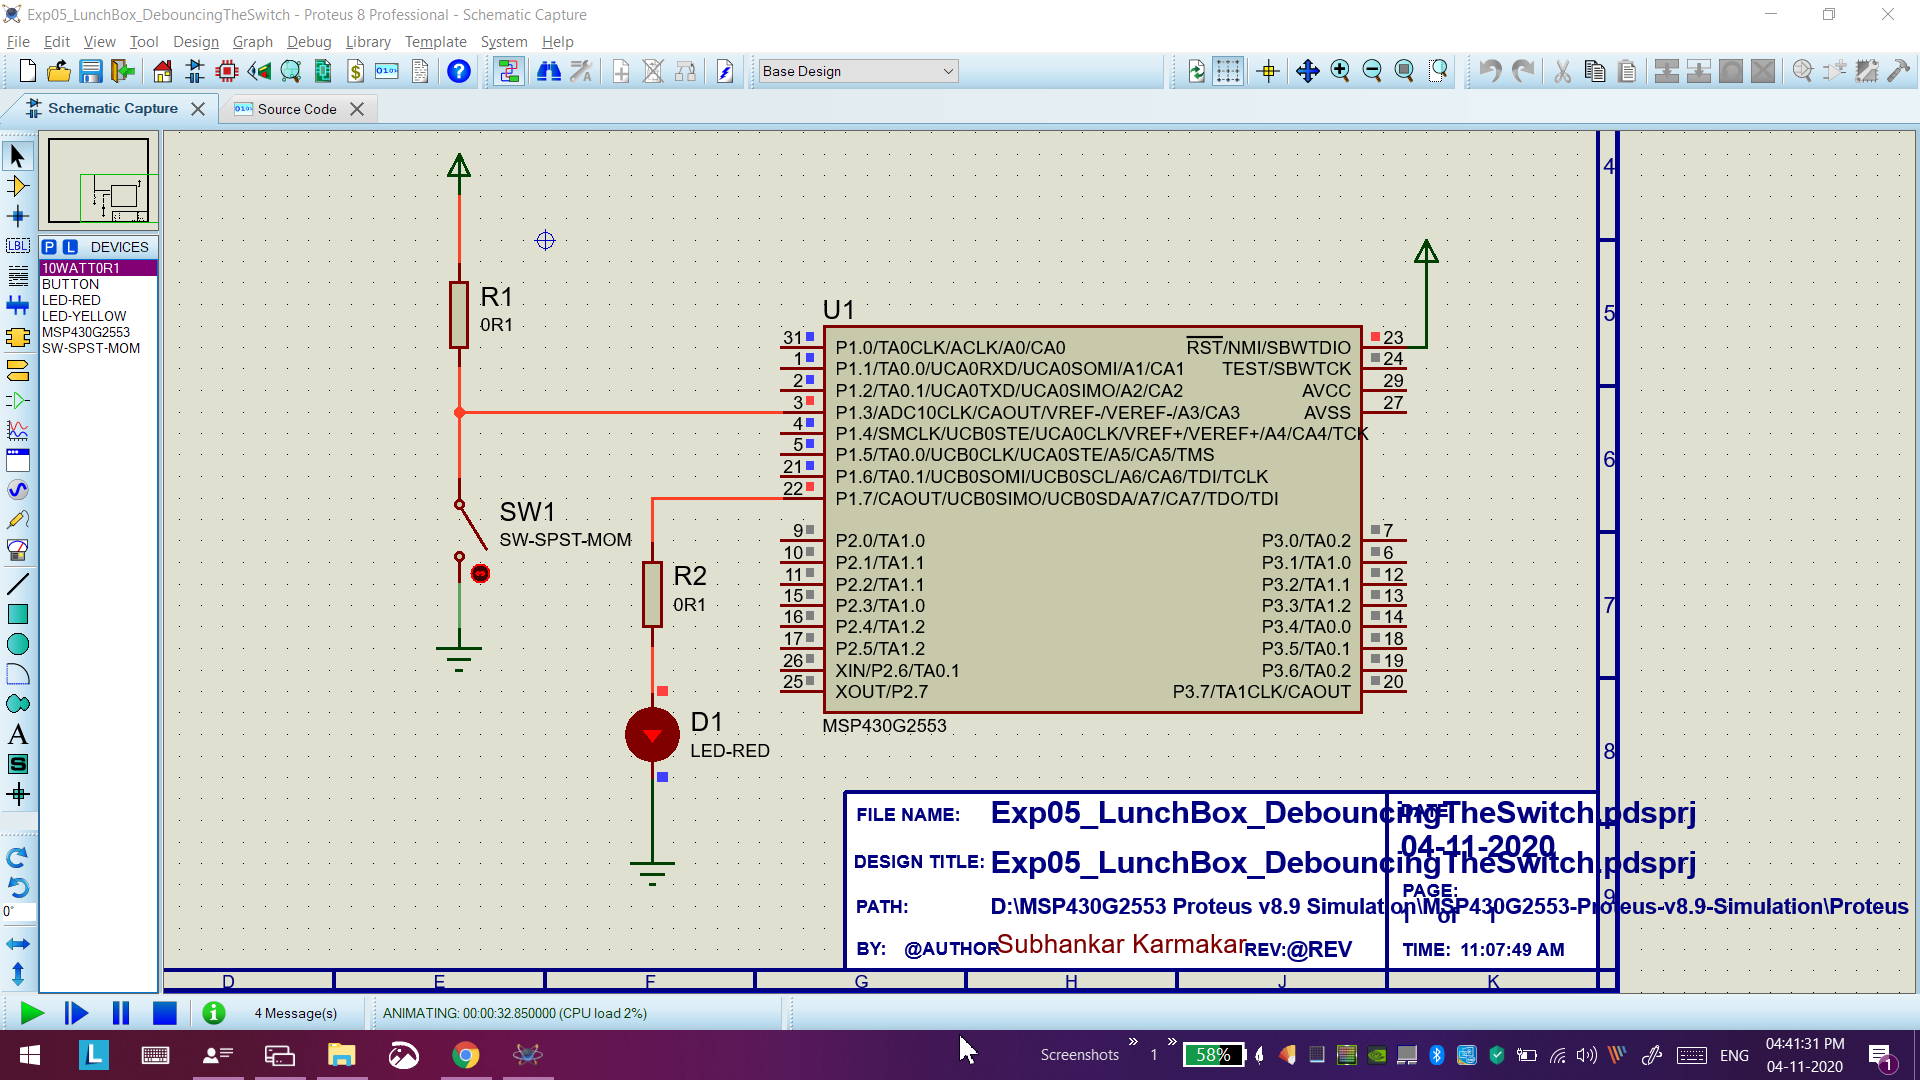 Exp05_LunchBox_DebouncingTheSwitch - Proteus 8 Professional - Schematic Capture
File Edit View Tool Design Graph Debug Library Template System Help
Base Design
Schematic Capture
Source Code
P L DEVICES
10WATT0R1
BUTTON
LED-RED
LED-YELLOW
MSP430G2553
SW-SPST-MOM
LBL
A
S
0°
R1
0R1
SW1
SW-SPST-MOM
R2
0R1
D1
LED-RED
U1
31 P1.0/TA0CLK/ACLK/A0/CA0
1 P1.1/TA0.0/UCA0RXD/UCA0SOMI/A1/CA1
2 P1.2/TA0.1/UCA0TXD/UCA0SIMO/A2/CA2
3 P1.3/ADC10CLK/CAOUT/VREF-/VEREF-/A3/CA3
4 P1.4/SMCLK/UCB0STE/UCA0CLK/VREF+/VEREF+/A4/CA4/TCK
5 P1.5/TA0.0/UCB0CLK/UCA0STE/A5/CA5/TMS
21 P1.6/TA0.1/UCB0SOMI/UCB0SCL/A6/CA6/TDI/TCLK
22 P1.7/CAOUT/UCB0SIMO/UCB0SDA/A7/CA7/TDO/TDI
9 P2.0/TA1.0
10 P2.1/TA1.1
11 P2.2/TA1.1
15 P2.3/TA1.0
16 P2.4/TA1.2
17 P2.5/TA1.2
26 XIN/P2.6/TA0.1
25 XOUT/P2.7
RST/NMI/SBWTDIO 23
TEST/SBWTCK 24
AVCC 29
AVSS 27
P3.0/TA0.2 7
P3.1/TA1.0 6
P3.2/TA1.1 12
P3.3/TA1.2 13
P3.4/TA0.0 14
P3.5/TA0.1 18
P3.6/TA0.2 19
P3.7/TA1CLK/CAOUT 20
MSP430G2553
4
5
6
7
8
9
FILE NAME: Exp05_LunchBox_DebouncingTheSwitch.pdsprj
DATE:
04-11-2020
DESIGN TITLE: Exp05_LunchBox_DebouncingTheSwitch.pdsprj
PAGE:
1 of 1
PATH: D:\MSP430G2553 Proteus v8.9 Simulation\MSP430G2553-Proteus-v8.9-Simulation\Proteus
BY: @AUTHOR Subhankar Karmakar REV:@REV
TIME: 11:07:49 AM
D E F G H J K
4 Message(s)
ANIMATING: 00:00:32.850000 (CPU load 2%)
L
Screenshots
1
58%
ENG
04:41:31 PM
04-11-2020
1